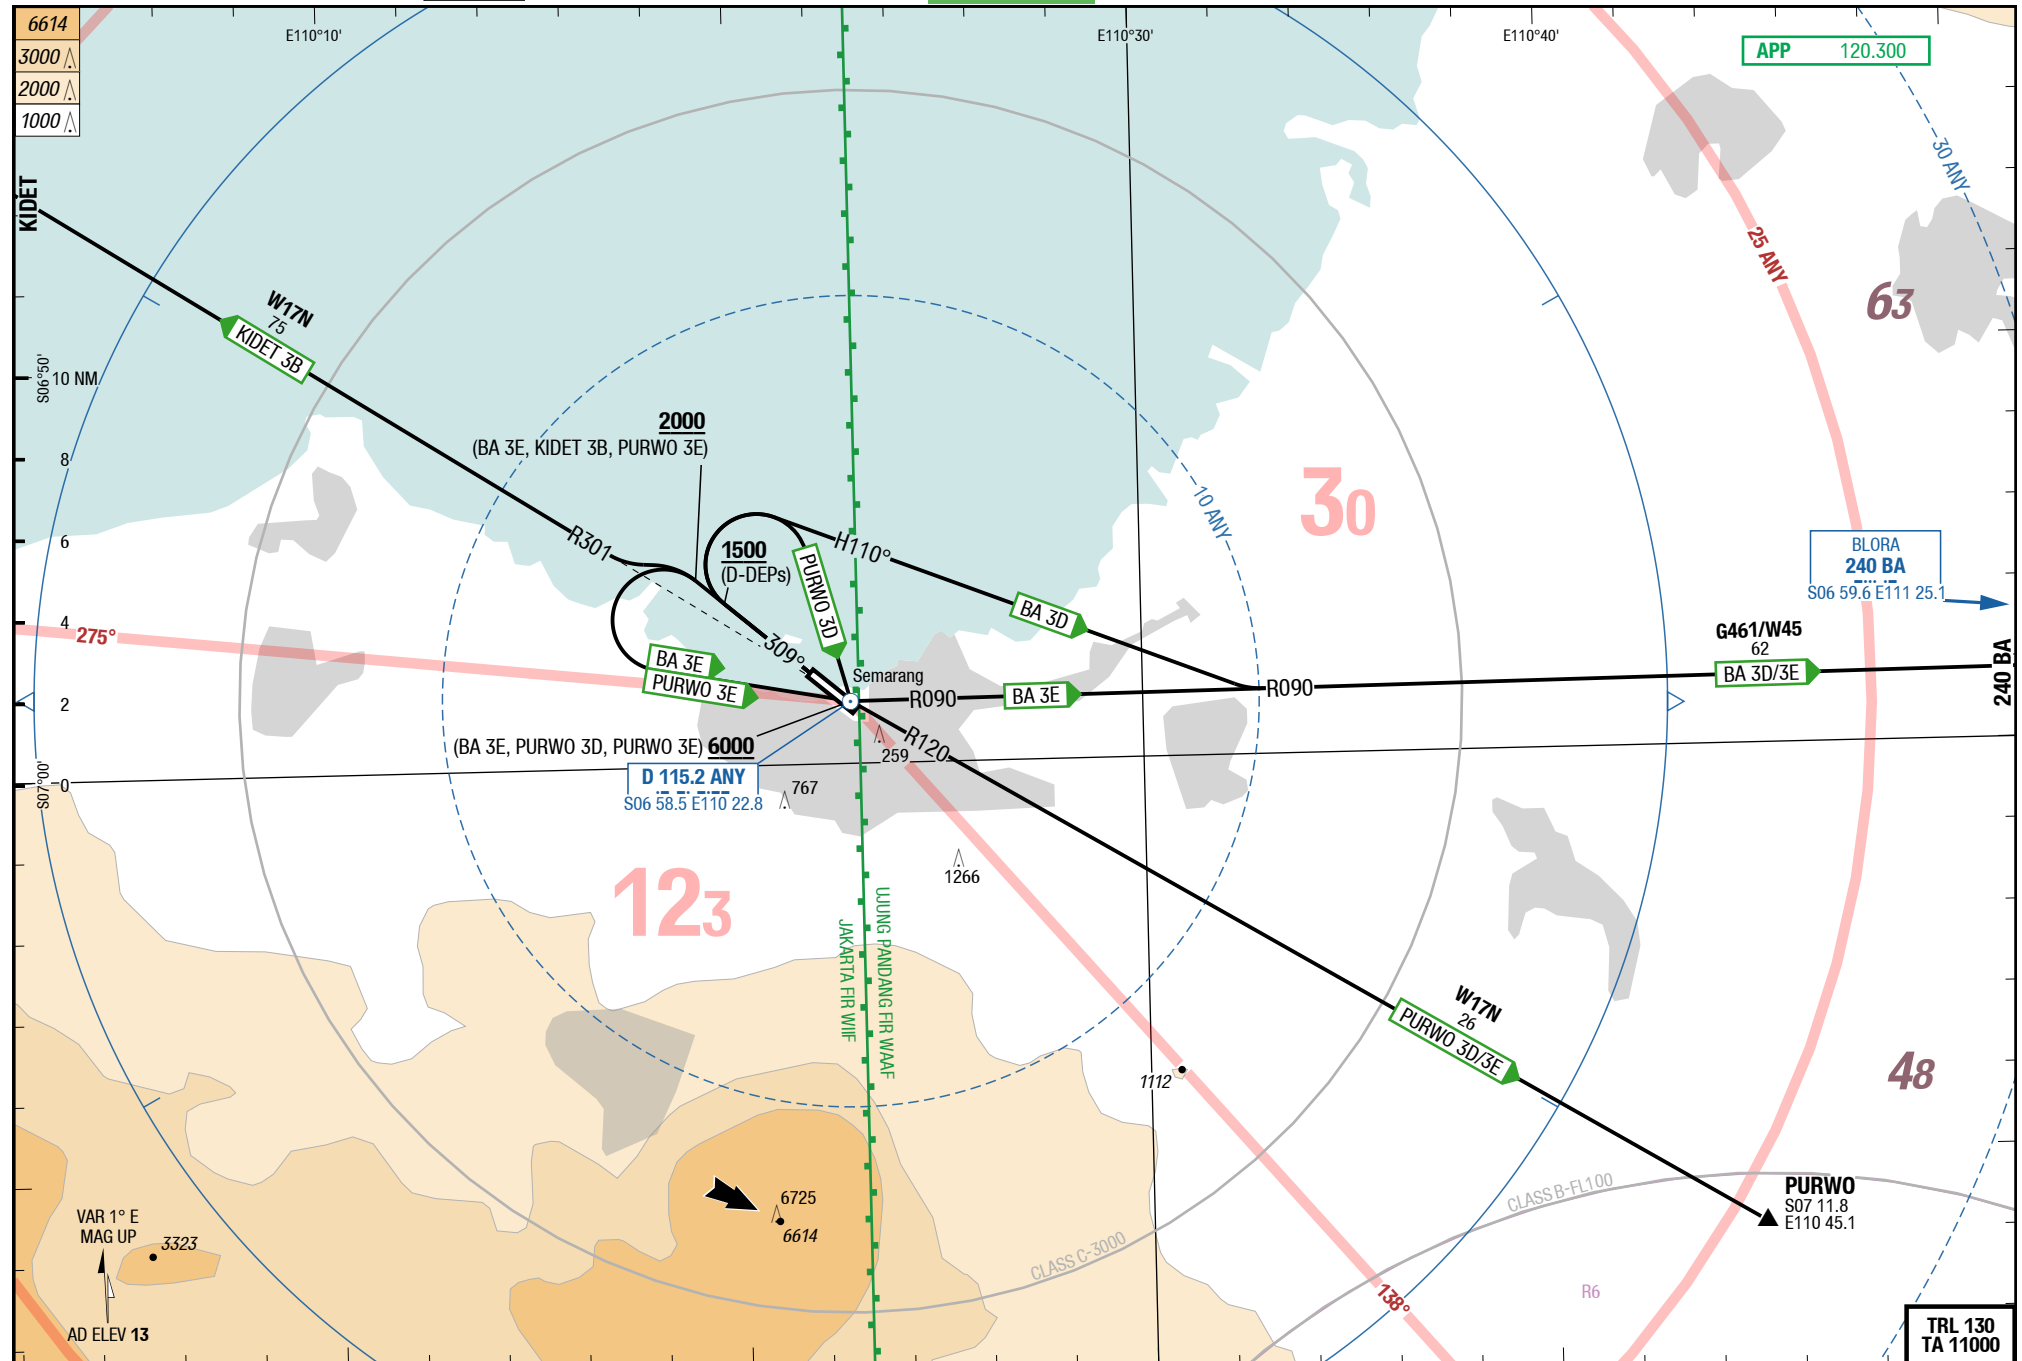 6614
3000
2000
1000
E110°10'
E110°30'
E110°40'
APP 120.300
30 ANY
KIDET
25 ANY
W17N
75
KIDET 3B
63
S06°50'
10 NM
2000
(BA 3E, KIDET 3B, PURWO 3E)
8
30
10 ANY
R301
6
1500
(D-DEPs)
PURWO 3D
H110°
BLORA
240 BA
S06 59.6 E111 25.1
4
275°
BA 3D
309°
G461/W45
62
BA 3D/3E
240 BA
BA 3E
PURWO 3E
Semarang
R090
BA 3E
R090
2
(BA 3E, PURWO 3D, PURWO 3E) 6000
R120
259
D 115.2 ANY
S06 58.5 E110 22.8
767
S07°00'
0
1266
123
UJUNG PANDANG FIR WAAF
JAKARTA FIR WIIF
W17N
26
PURWO 3D/3E
1112
48
CLASS B-FL100
PURWO
S07 11.8
E110 45.1
6725
6614
VAR 1° E
MAG UP
3323
CLASS C-3000
138°
R6
AD ELEV 13
TRL 130
TA 11000